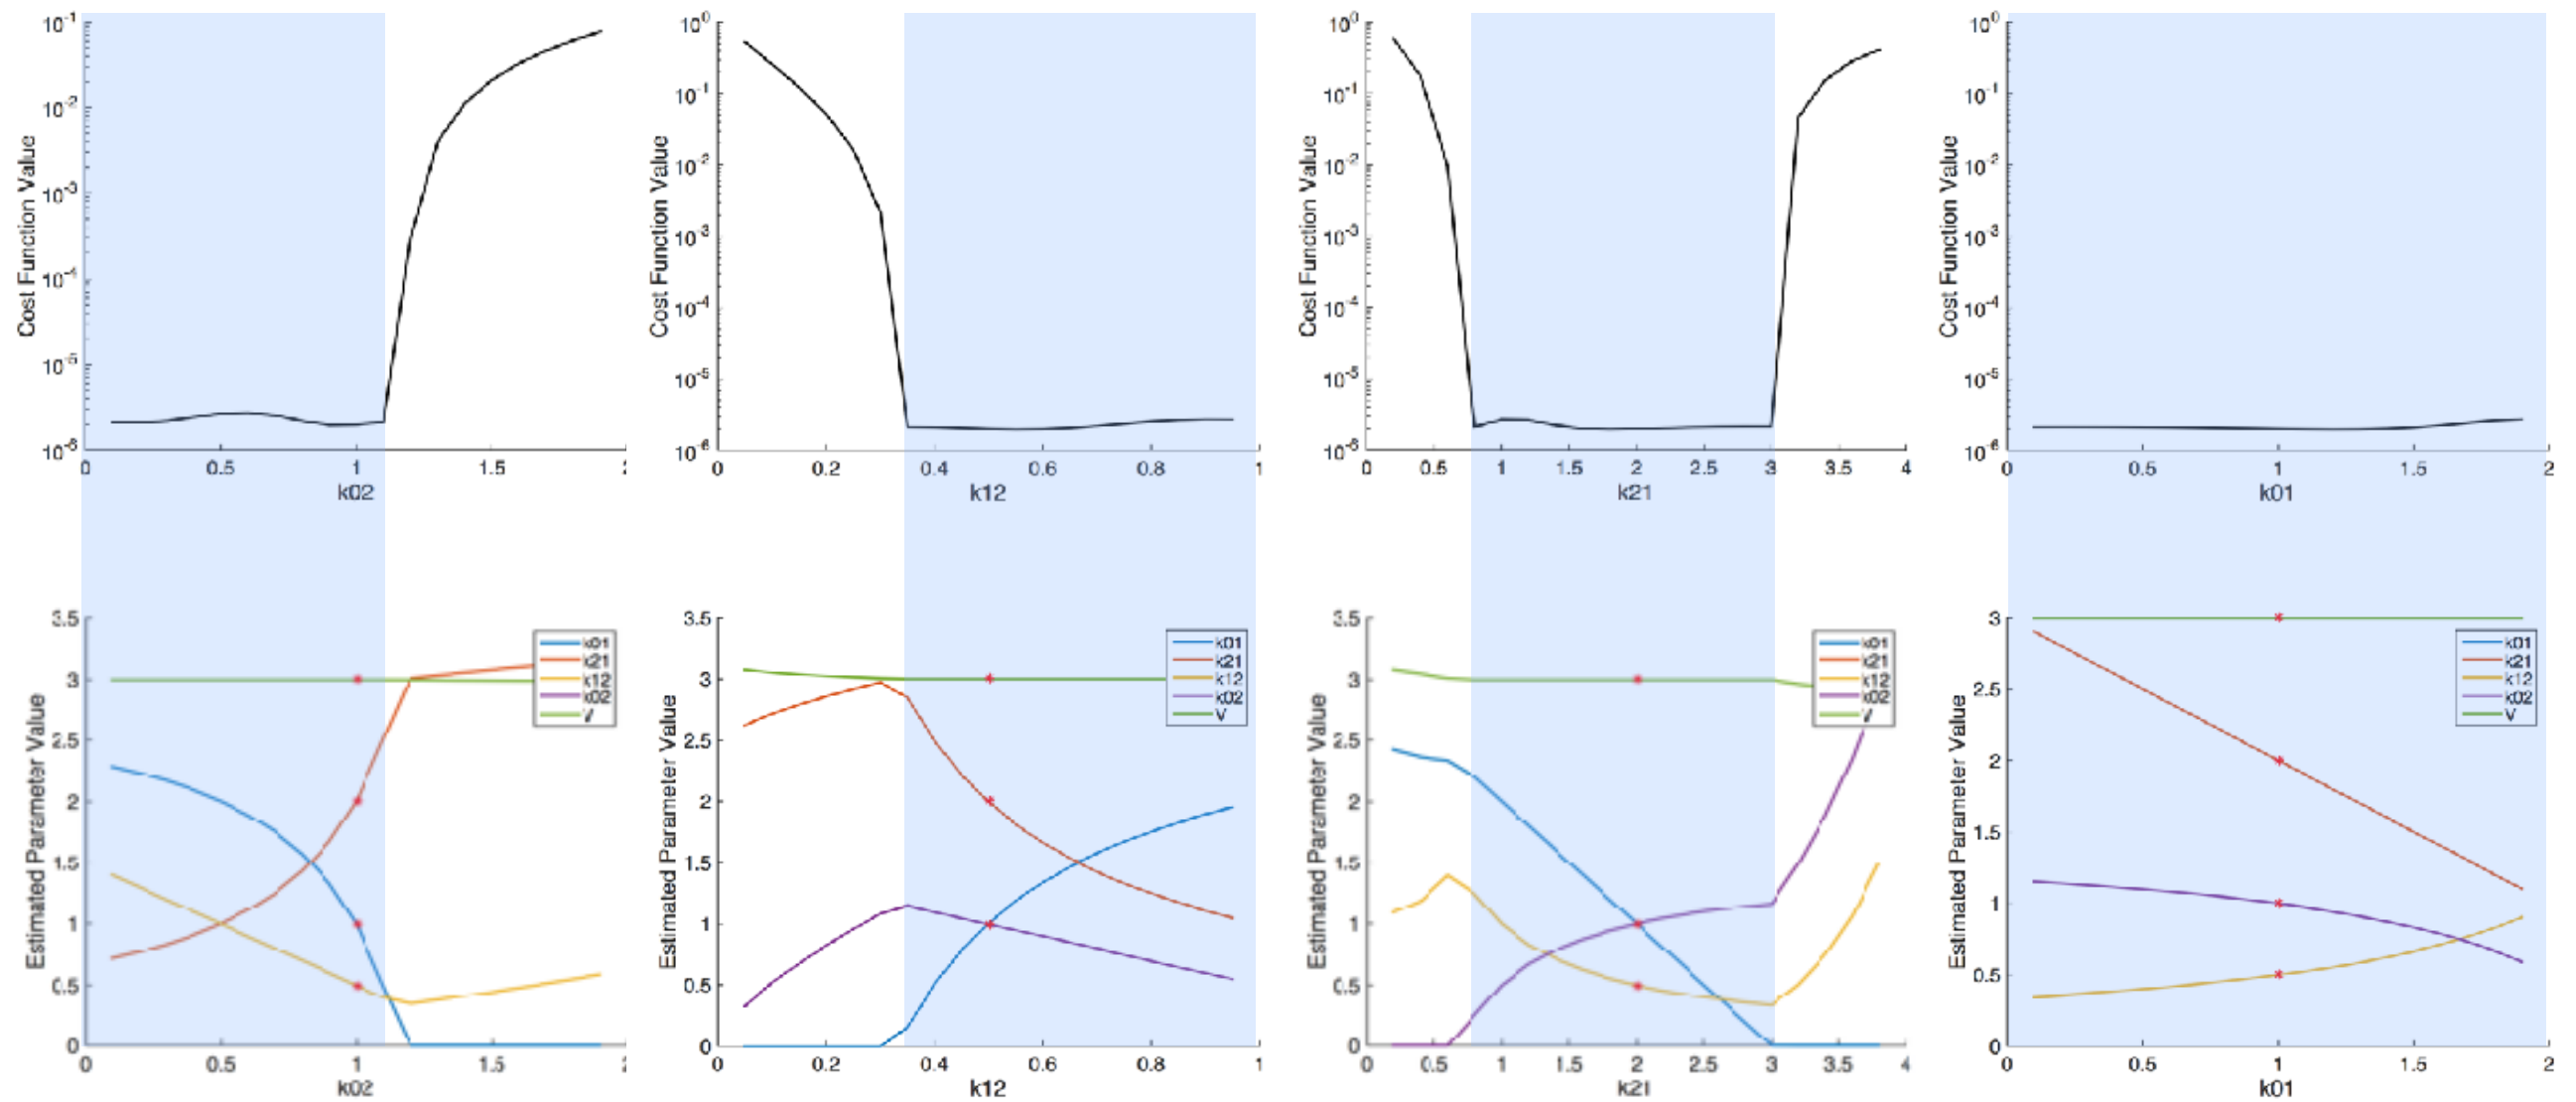 Cost Function Value
10^-1
10^-2
10^-3
10^-4
10^-5
10^-6
0 0.5 1 1.5
k02
Cost Function Value
10^0
10^-1
10^-2
10^-3
10^-4
10^-5
10^-6
0 0.2 0.4 0.6 0.8 1
k12
Cost Function Value
10^0
10^-1
10^-2
10^-3
10^-4
10^-5
10^-6
0 0.5 1 1.5 2 2.5 3 3.5 4
k21
Cost Function Value
10^0
10^-1
10^-2
10^-3
10^-4
10^-5
10^-6
0 0.5 1 1.5 2
k01
Estimated Parameter Value
3.5
3
2.5
2
1.5
1
0.5
0
0 0.5 1 1.5
k02
k01
k21
k12
k02
V
Estimated Parameter Value
3.5
3
2.5
2
1.5
1
0.5
0
0 0.2 0.4 0.6 0.8 1
k12
k01
k21
k12
k02
V
Estimated Parameter Value
3.5
3
2.5
2
1.5
1
0.5
0
0 0.5 1 1.5 2 2.5 3 3.5 4
k21
k01
k21
k12
k02
V
Estimated Parameter Value
3
2.5
2
1.5
1
0.5
0
0 0.5 1 1.5 2
k01
k01
k21
k12
k02
V